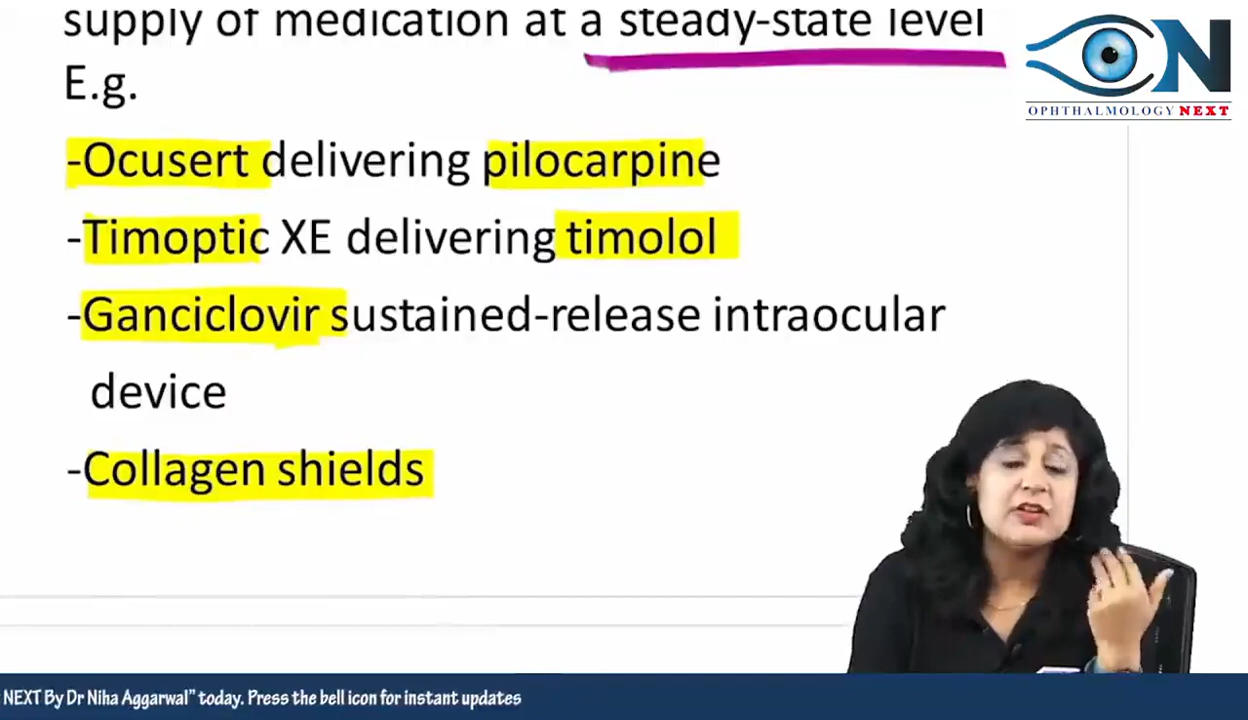 supply of medication at a steady-state level
E.g.
-Ocusert delivering pilocarpine
-Timoptic XE delivering timolol
-Ganciclovir sustained-release intraocular
device
-Collagen shields
ON
OPHTHALMOLOGY NEXT
NEXT By Dr Niha Aggarwal" today. Press the bell icon for instant updates